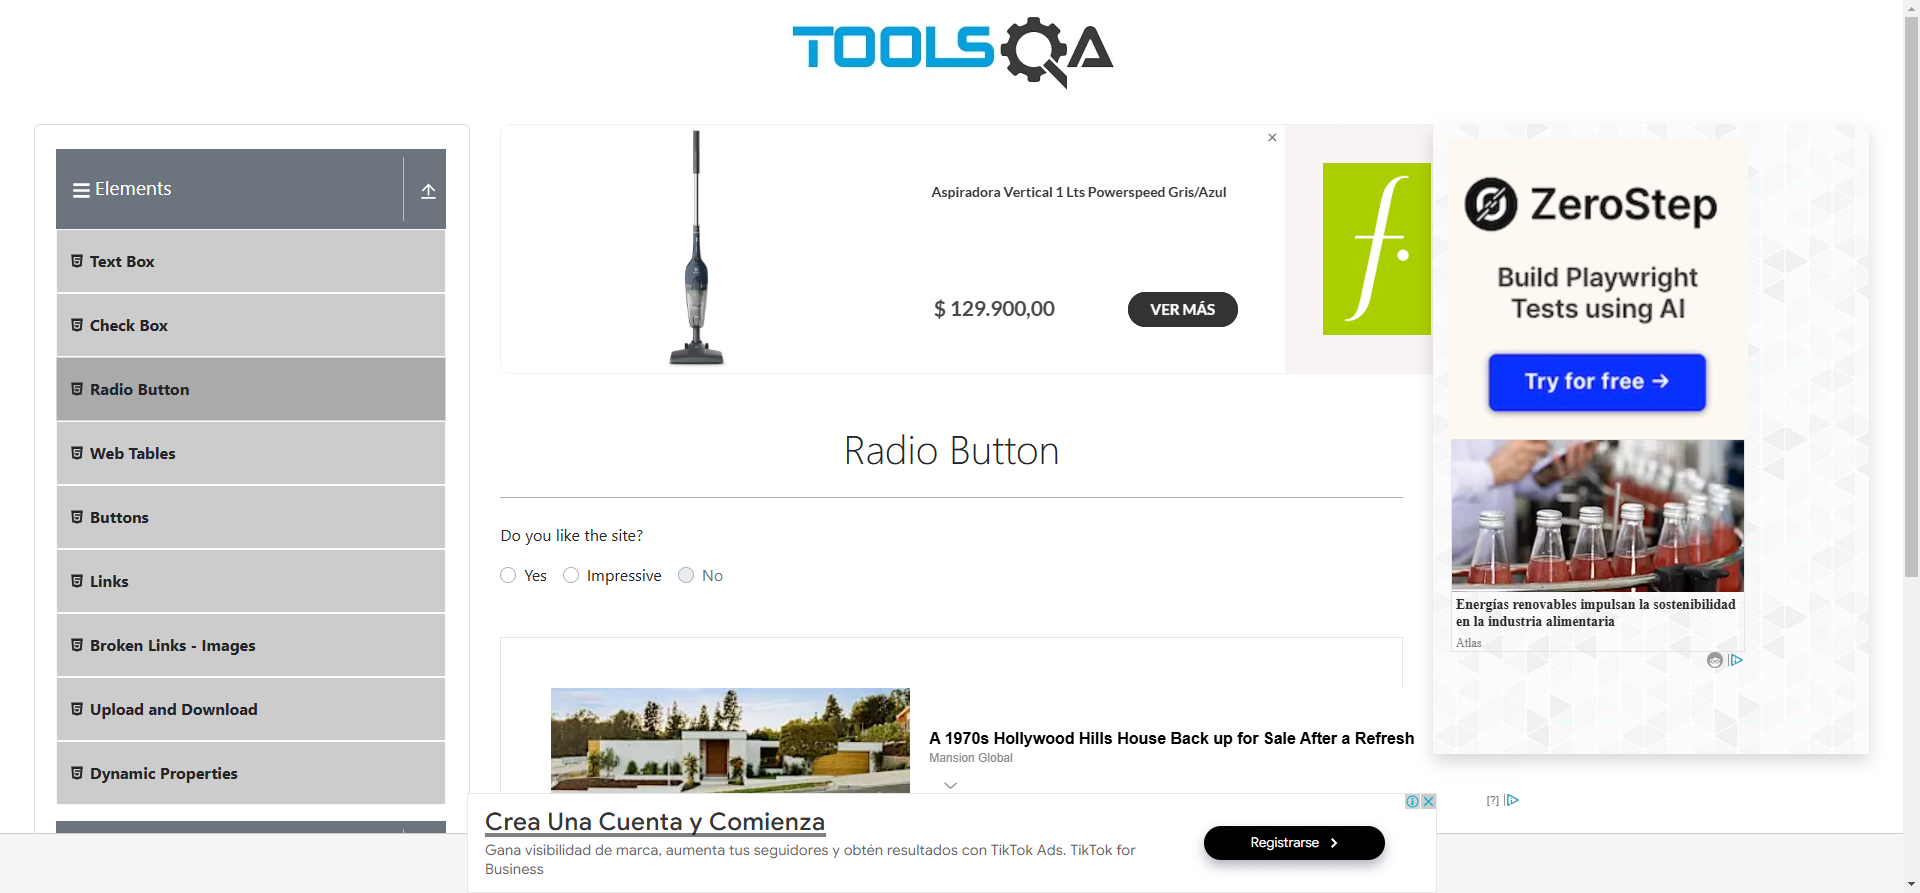 TOOLSQA
Elements
Text Box
Check Box
Radio Button
Web Tables
Buttons
Links
Broken Links - Images
Upload and Download
Dynamic Properties
Aspiradora Vertical 1 Lts Powerspeed Gris/Azul
$ 129.900,00
VER MÁS
f.
Radio Button
Do you like the site?
Yes
Impressive
No
A 1970s Hollywood Hills House Back up for Sale After a Refresh
Mansion Global
ZeroStep
Build Playwright
Tests using AI
Try for free →
Energías renovables impulsan la sostenibilidad
en la industria alimentaria
Atlas
[?]
Crea Una Cuenta y Comienza
Gana visibilidad de marca, aumenta tus seguidores y obtén resultados con TikTok Ads. TikTok for
Business
Registrarse